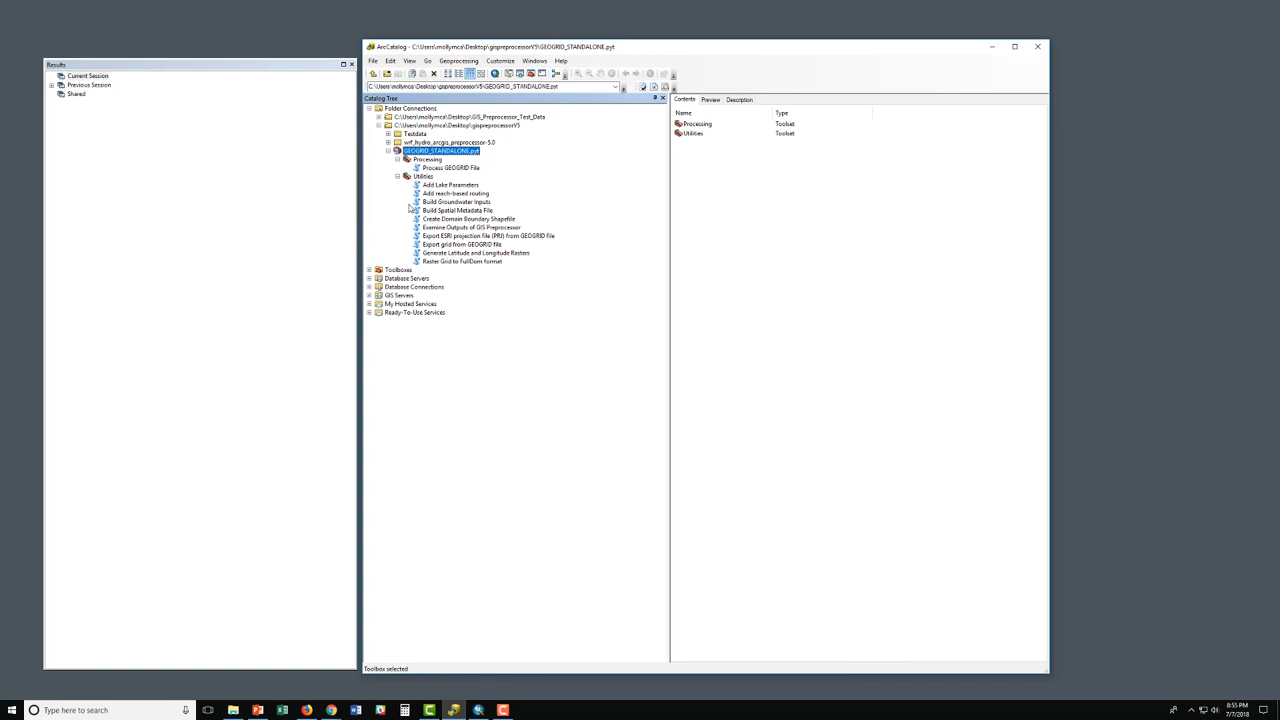 Results
Current Session
Previous Session
Shared
ArcCatalog - C:\Users\mollymca\Desktop\gispreprocessorV5\GEOGRID_STANDALONE.pyt
File Edit View Go Geoprocessing Customize Windows Help
C:\Users\mollymca\Desktop\gispreprocessorV5\GEOGRID_STANDALONE.pyt
Catalog Tree
Folder Connections
C:\Users\mollymca\Desktop\GIS_Preprocessor_Test_Data
C:\Users\mollymca\Desktop\gispreprocessorV5
Testdata
wrf_hydro_arcgis_preprocessor-5.0
GEOGRID_STANDALONE.pyt
Processing
Process GEOGRID File
Utilities
Add Lake Parameters
Add reach-based routing
Build Groundwater Inputs
Build Spatial Metadata File
Create Domain Boundary Shapefile
Examine Outputs of GIS Preprocessor
Export ESRI projection file (PRJ) from GEOGRID file
Export grid from GEOGRID file
Generate Latitude and Longitude Rasters
Raster Grid to FullDom format
Toolboxes
Database Servers
Database Connections
GIS Servers
My Hosted Services
Ready-To-Use Services
Contents Preview Description
Name Type
Processing Toolset
Utilities Toolset
Toolbox selected
Type here to search
8:55 PM
7/7/2018